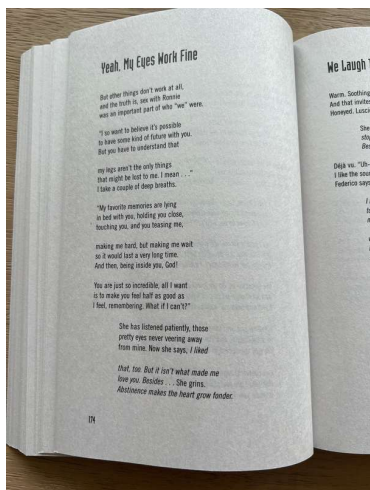 Yeah, My Eyes Work Fine
But other things don't work at all,
and the truth is, sex with Ronnie
was an important part of who "we" were.
"I so want to believe it's possible
to have some kind of future with you.
But you have to understand that
my legs aren't the only things
that might be lost to me. I mean . . ."
I take a couple of deep breaths.
"My favorite memories are lying
in bed with you, holding you close,
touching you, and you teasing me,
making me hard, but making me wait
so it would last a very long time.
And then, being inside you, God!
You are just so incredible, all I want
is to make you feel half as good as
I feel, remembering. What if I can't?"
She has listened patiently, those
pretty eyes never veering away
from mine. Now she says, I liked
that, too. But it isn't what made me
love you. Besides . . . She grins.
Abstinence makes the heart grow fonder.
174
We Laugh
Warm. Soothing
And that invites
Honeyed.
She
Déjà vu. "Uh-
I like the
Federico says